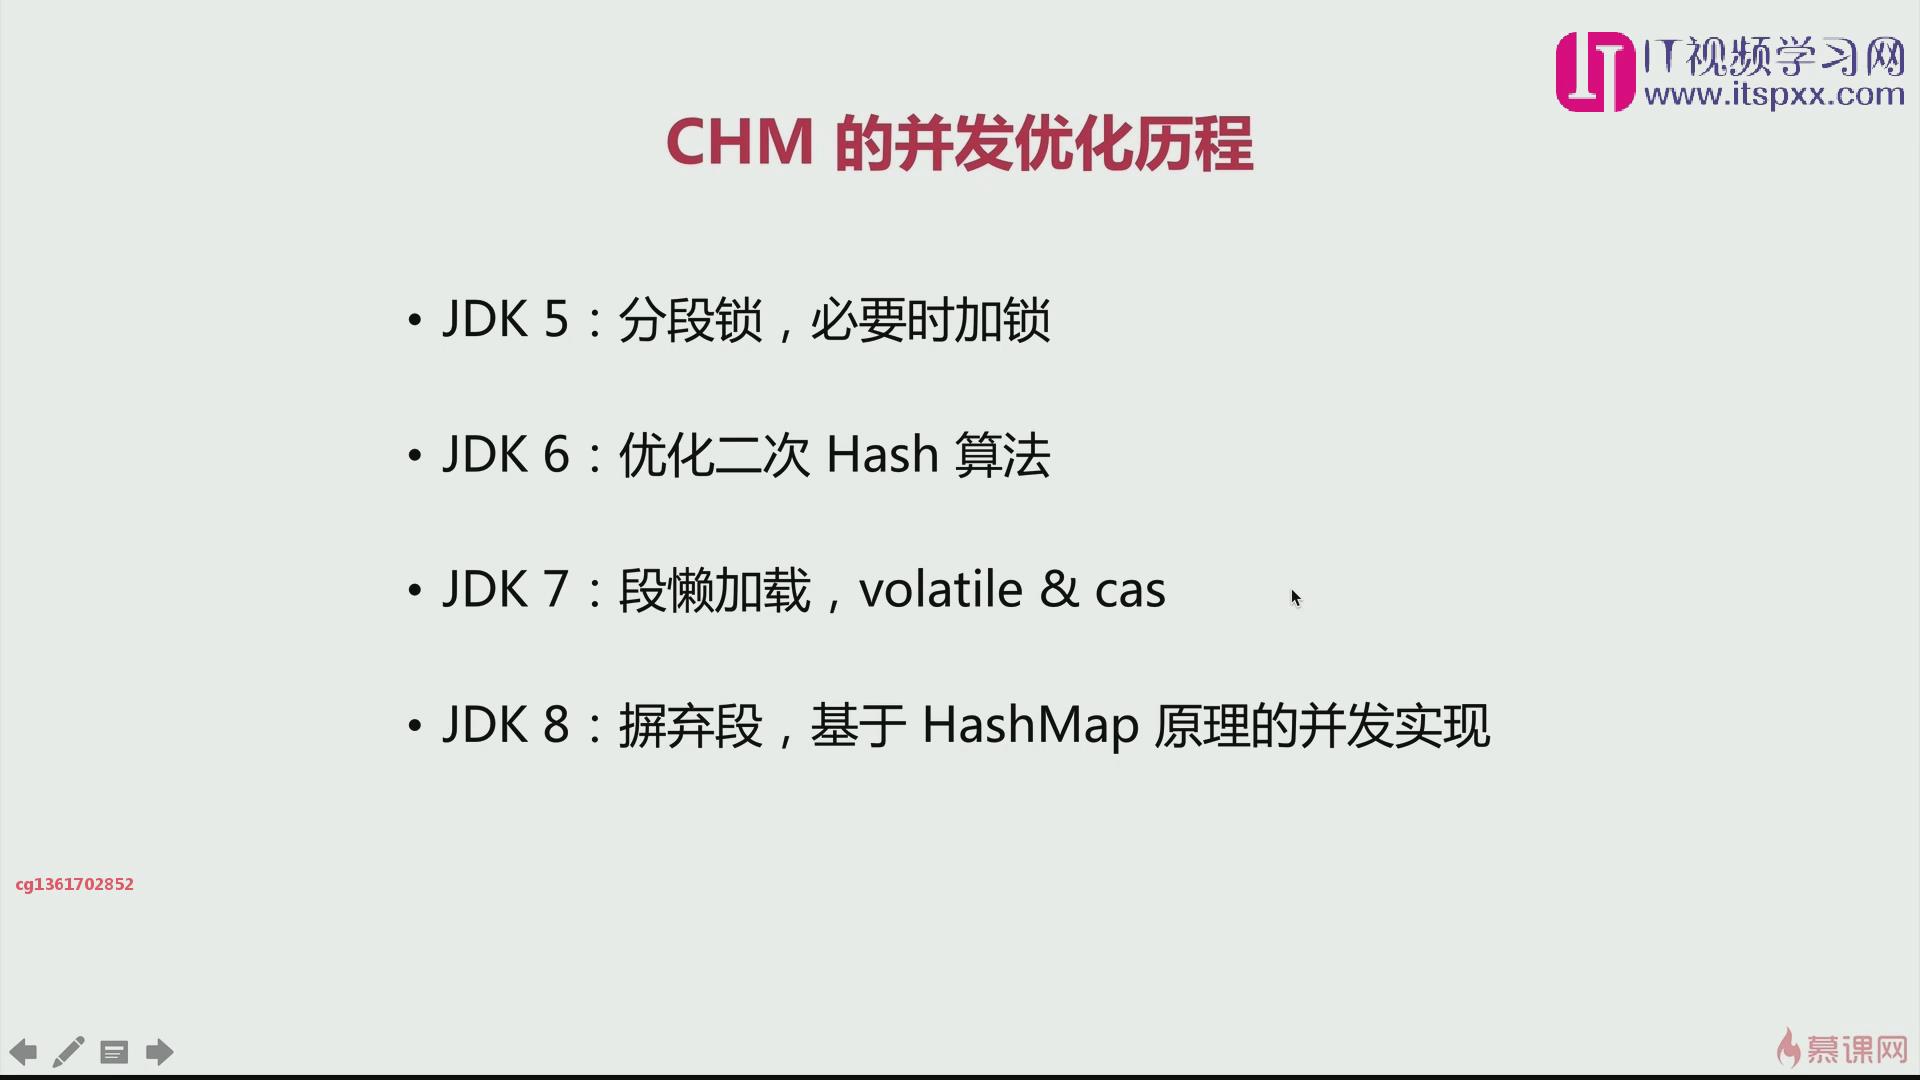 IT视频学习网
www.itspxx.com
CHM 的并发优化历程
• JDK 5：分段锁，必要时加锁
• JDK 6：优化二次 Hash 算法
• JDK 7：段懒加载，volatile & cas
• JDK 8：摒弃段，基于 HashMap 原理的并发实现
cg1361702852
慕课网